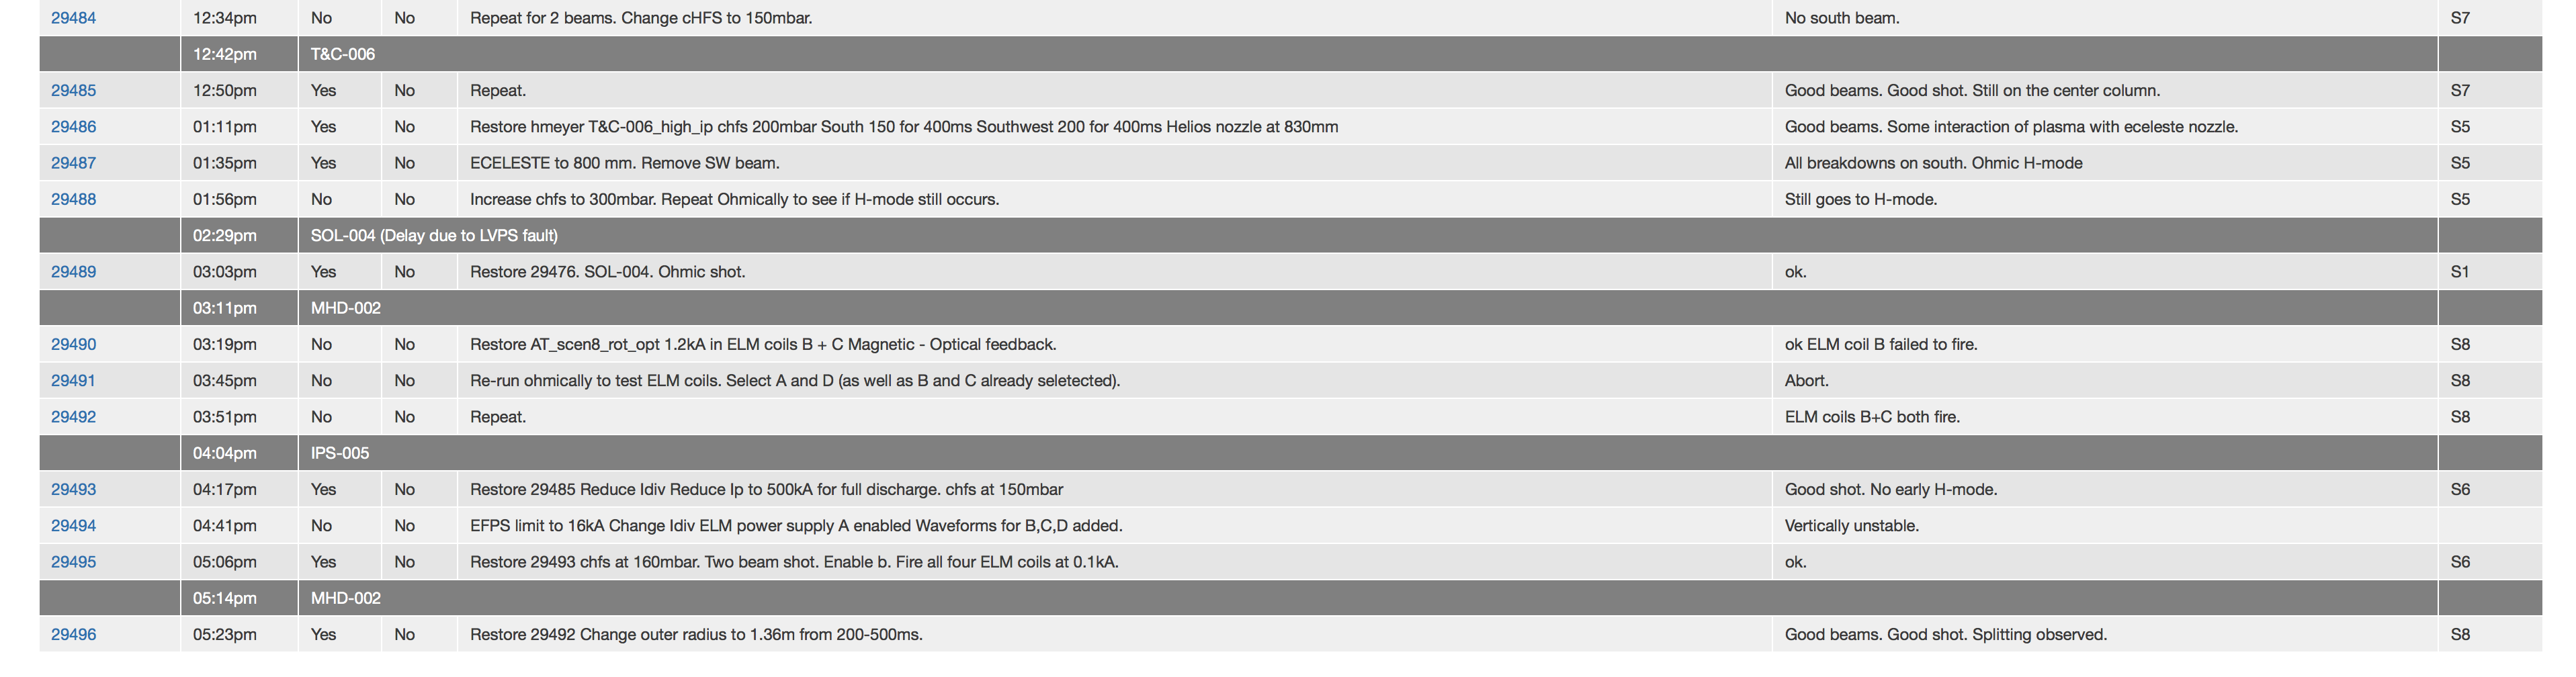 29484 12:34pm No No Repeat for 2 beams. Change cHFS to 150mbar. No south beam. S7
12:42pm T&C-006
29485 12:50pm Yes No Repeat. Good beams. Good shot. Still on the center column. S7
29486 01:11pm Yes No Restore hmeyer T&C-006_high_ip chfs 200mbar South 150 for 400ms Southwest 200 for 400ms Helios nozzle at 830mm Good beams. Some interaction of plasma with eceleste nozzle. S5
29487 01:35pm Yes No ECELESTE to 800 mm. Remove SW beam. All breakdowns on south. Ohmic H-mode S5
29488 01:56pm No No Increase chfs to 300mbar. Repeat Ohmically to see if H-mode still occurs. Still goes to H-mode. S5
02:29pm SOL-004 (Delay due to LVPS fault)
29489 03:03pm Yes No Restore 29476. SOL-004. Ohmic shot. ok. S1
03:11pm MHD-002
29490 03:19pm No No Restore AT_scen8_rot_opt 1.2kA in ELM coils B + C Magnetic - Optical feedback. ok ELM coil B failed to fire. S8
29491 03:45pm No No Re-run ohmically to test ELM coils. Select A and D (as well as B and C already seletected). Abort. S8
29492 03:51pm No No Repeat. ELM coils B+C both fire. S8
04:04pm IPS-005
29493 04:17pm Yes No Restore 29485 Reduce Idiv Reduce Ip to 500kA for full discharge. chfs at 150mbar Good shot. No early H-mode. S6
29494 04:41pm No No EFPS limit to 16kA Change Idiv ELM power supply A enabled Waveforms for B,C,D added. Vertically unstable.
29495 05:06pm Yes No Restore 29493 chfs at 160mbar. Two beam shot. Enable b. Fire all four ELM coils at 0.1kA. ok. S6
05:14pm MHD-002
29496 05:23pm Yes No Restore 29492 Change outer radius to 1.36m from 200-500ms. Good beams. Good shot. Splitting observed. S8